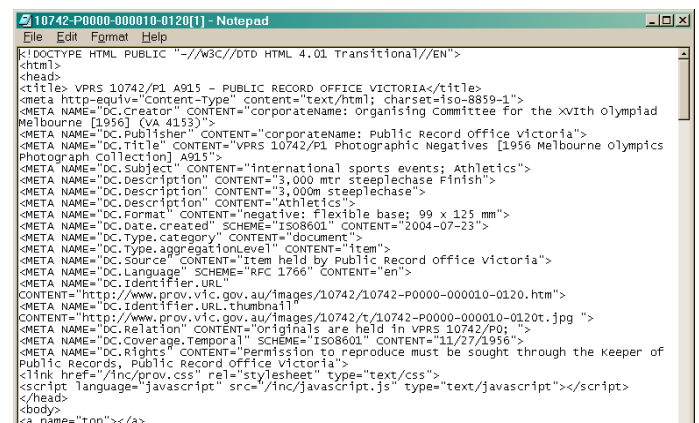 10742-P0000-000010-0120[1] - Notepad
File Edit Format Help
<!DOCTYPE HTML PUBLIC "-//W3C//DTD HTML 4.01 Transitional//EN">
<html>
<head>
<title> VPRS 10742/P1 A915 - PUBLIC RECORD OFFICE VICTORIA</title>
<meta http-equiv="Content-Type" content="text/html; charset=iso-8859-1">
<META NAME="DC.Creator" CONTENT="corporateName: Organising Committee for the XVIth Olympiad
Melbourne [1956] (VA 4153)">
<META NAME="DC.Publisher" CONTENT="corporateName: Public Record Office Victoria">
<META NAME="DC.Title" CONTENT="VPRS 10742/P1 Photographic Negatives [1956 Melbourne Olympics
Photograph Collection] A915">
<META NAME="DC.Subject" CONTENT="international sports events; Athletics">
<META NAME="DC.Description" CONTENT="3,000 mtr steeplechase Finish">
<META NAME="DC.Description" CONTENT="3,000m steeplechase">
<META NAME="DC.Description" CONTENT="Athletics">
<META NAME="DC.Format" CONTENT="negative: flexible base; 99 x 125 mm">
<META NAME="DC.Date.created" SCHEME="ISO8601" CONTENT="2004-07-23">
<META NAME="DC.Type.category" CONTENT="document">
<META NAME="DC.Type.aggregationLevel" CONTENT="item">
<META NAME="DC.Source" CONTENT="Item held by Public Record Office Victoria">
<META NAME="DC.Language" SCHEME="RFC 1766" CONTENT="en">
<META NAME="DC.Identifier.URL"
CONTENT="http://www.prov.vic.gov.au/images/10742/10742-P0000-000010-0120.htm">
<META NAME="DC.Identifier.URL.thumbnail"
CONTENT="http://www.prov.vic.gov.au/images/10742/t/10742-P0000-000010-0120t.jpg ">
<META NAME="DC.Relation" CONTENT="Originals are held in VPRS 10742/P0; ">
<META NAME="DC.Coverage.Temporal" SCHEME="ISO8601" CONTENT="11/27/1956">
<META NAME="DC.Rights" CONTENT="Permission to reproduce must be sought through the Keeper of
Public Records, Public Record Office Victoria">
<link href="/inc/prov.css" rel="stylesheet" type="text/css">
<script language="javascript" src="/inc/javascript.js" type="text/javascript"></script>
</head>
<body>
<a name="top"></a>